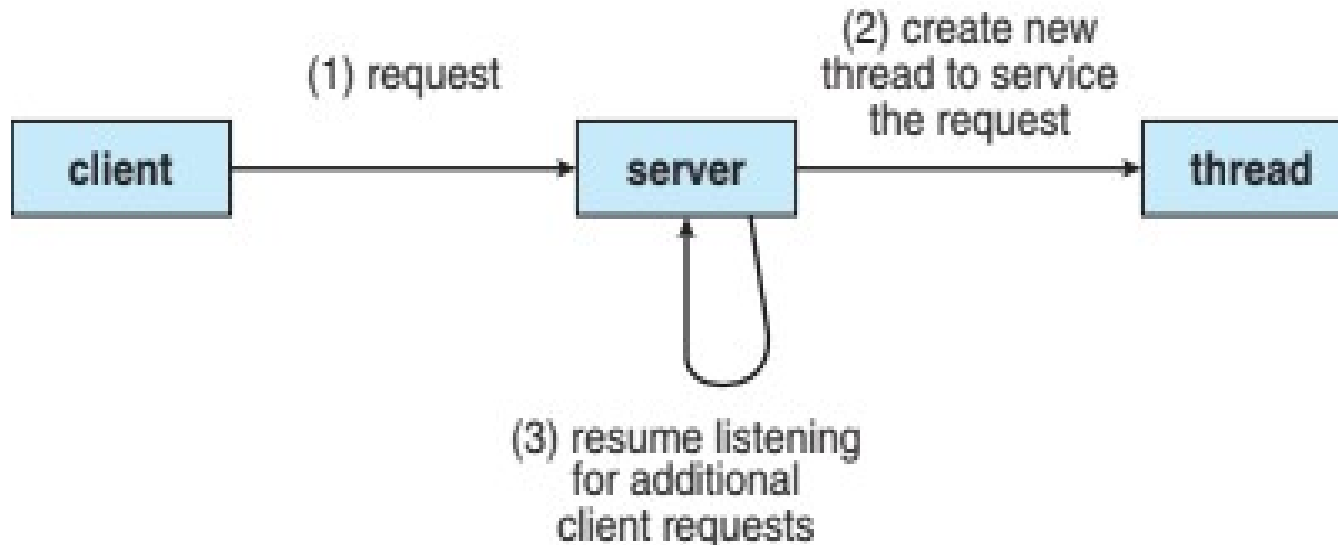 (1) request
(2) create new
thread to service
the request
client
server
thread
(3) resume listening
for additional
client requests